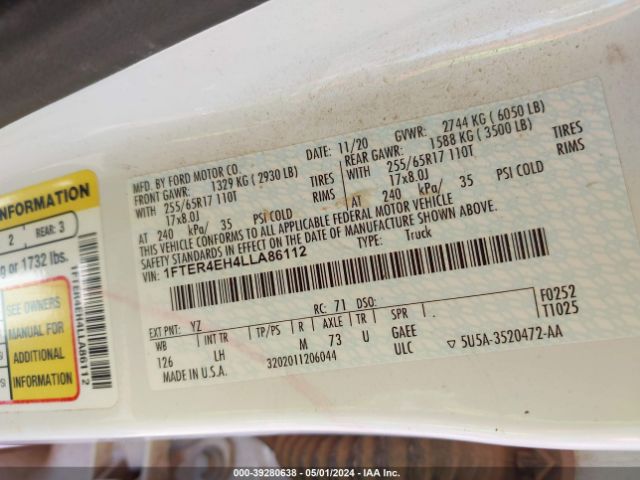 INFORMATION
2 REAR: 3
g or 1732 lbs.
SEE OWNERS
MANUAL FOR
ADDITIONAL
INFORMATION
1FTER4EH4LLA86112
MFD. BY FORD MOTOR CO.
DATE: 11/20 GVWR: 2744 KG ( 6050 LB)
FRONT GAWR: 1329 KG ( 2930 LB)
REAR GAWR: 1588 KG ( 3500 LB)
WITH 255/65R17 110T TIRES
255/65R17 110T TIRES
17x8.0J RIMS
17x8.0J RIMS
AT 240 kPa/ 35 PSI COLD
AT 240 kPa/ 35 PSI COLD
THIS VEHICLE CONFORMS TO ALL APPLICABLE FEDERAL MOTOR VEHICLE
SAFETY STANDARDS IN EFFECT ON THE DATE OF MANUFACTURE SHOWN ABOVE.
VIN: 1FTER4EH4LLA86112
TYPE: Truck
F0252
T1025
EXT PNT: YZ RC: 71 DSO:
WB INT TR TP/PS R AXLE TR SPR
126 LH M 73 U GAEE
MADE IN U.S.A. 3202011206044 ULC ▽ 5U5A-3520472-AA
000-39280638 - 05/01/2024 - IAA Inc.